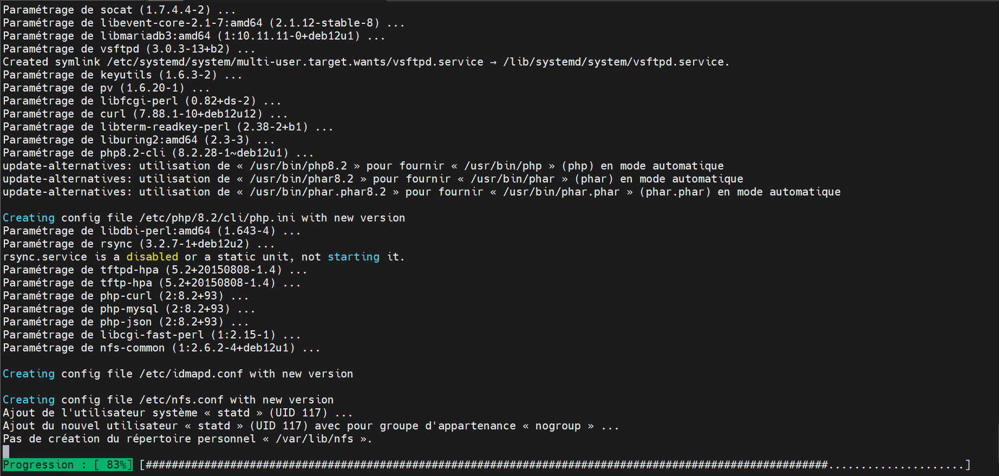 Paramétrage de socat (1.7.4.4-2) ...
Paramétrage de libevent-core-2.1-7:amd64 (2.1.12-stable-8) ...
Paramétrage de libmariadb3:amd64 (1:10.11.11-0+deb12u1) ...
Paramétrage de vsftpd (3.0.3-13+b2) ...
Created symlink /etc/systemd/system/multi-user.target.wants/vsftpd.service → /lib/systemd/system/vsftpd.service.
Paramétrage de keyutils (1.6.3-2) ...
Paramétrage de pv (1.6.20-1) ...
Paramétrage de libfcgi-perl (0.82+ds-2) ...
Paramétrage de curl (7.88.1-10+deb12u12) ...
Paramétrage de libterm-readkey-perl (2.38-2+b1) ...
Paramétrage de liburing2:amd64 (2.3-3) ...
Paramétrage de php8.2-cli (8.2.28-1~deb12u1) ...
update-alternatives: utilisation de « /usr/bin/php8.2 » pour fournir « /usr/bin/php » (php) en mode automatique
update-alternatives: utilisation de « /usr/bin/phar8.2 » pour fournir « /usr/bin/phar » (phar) en mode automatique
update-alternatives: utilisation de « /usr/bin/phar.phar8.2 » pour fournir « /usr/bin/phar.phar » (phar.phar) en mode automatique
Creating config file /etc/php/8.2/cli/php.ini with new version
Paramétrage de libdbi-perl:amd64 (1.643-4) ...
Paramétrage de rsync (3.2.7-1+deb12u2) ...
rsync.service is a disabled or a static unit, not starting it.
Paramétrage de tftpd-hpa (5.2+20150808-1.4) ...
Paramétrage de tftp-hpa (5.2+20150808-1.4) ...
Paramétrage de php-curl (2:8.2+93) ...
Paramétrage de php-mysql (2:8.2+93) ...
Paramétrage de php-json (2:8.2+93) ...
Paramétrage de libcgi-fast-perl (1:2.15-1) ...
Paramétrage de nfs-common (1:2.6.2-4+deb12u1) ...
Creating config file /etc/idmapd.conf with new version
Creating config file /etc/nfs.conf with new version
Ajout de l'utilisateur système « statd » (UID 117) ...
Ajout du nouvel utilisateur « statd » (UID 117) avec pour groupe d'appartenance « nogroup » ...
Pas de création du répertoire personnel « /var/lib/nfs ».
Progression : [ 83%] [#########################################################################################################.....................]